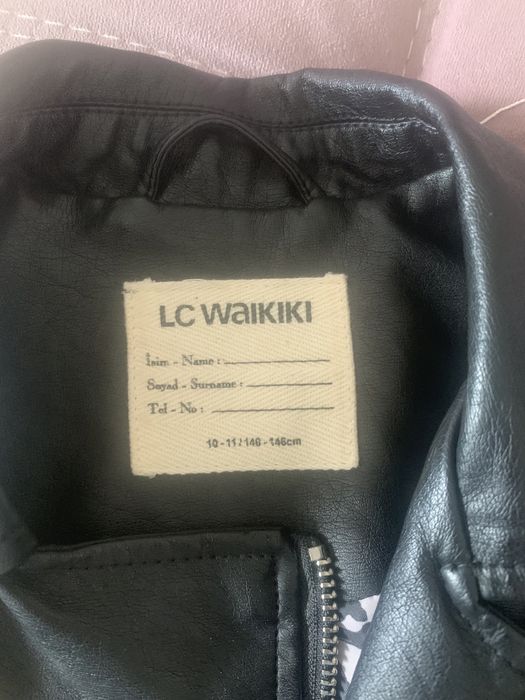 LC WAIKIKI
İsim - Name :
Soyad - Surname :
Tel - No :
10-11 / 140 - 146cm